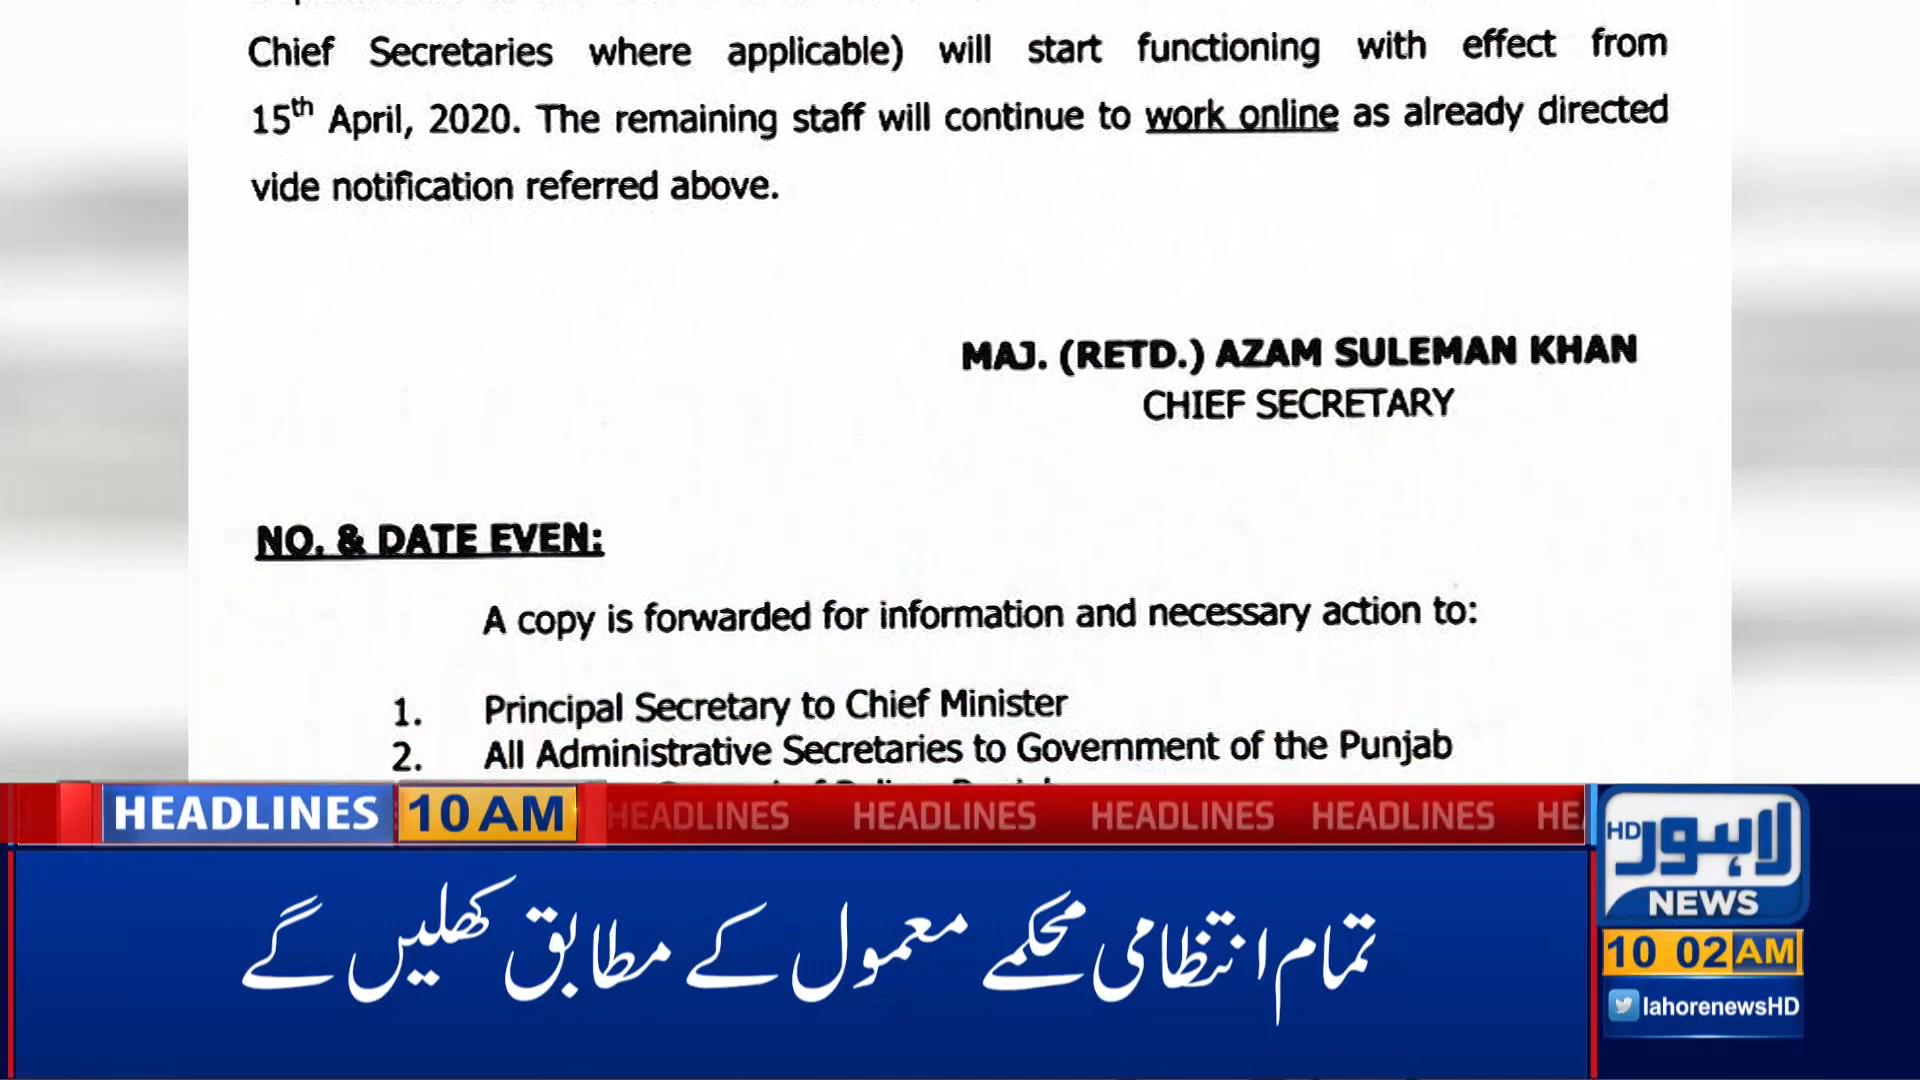 Chief Secretaries where applicable) will start functioning with effect from
15th April, 2020. The remaining staff will continue to work online as already directed
vide notification referred above.
MAJ. (RETD.) AZAM SULEMAN KHAN
CHIEF SECRETARY
NO. & DATE EVEN:
A copy is forwarded for information and necessary action to:
1. Principal Secretary to Chief Minister
2. All Administrative Secretaries to Government of the Punjab
HEADLINES 10 AM HEADLINES HEADLINES HEADLINES HEADLINES HEA
تمام انتظامی محکمے معمول کے مطابق کھلیں گے
HD لاہور
NEWS
10 02 AM
lahorenewsHD